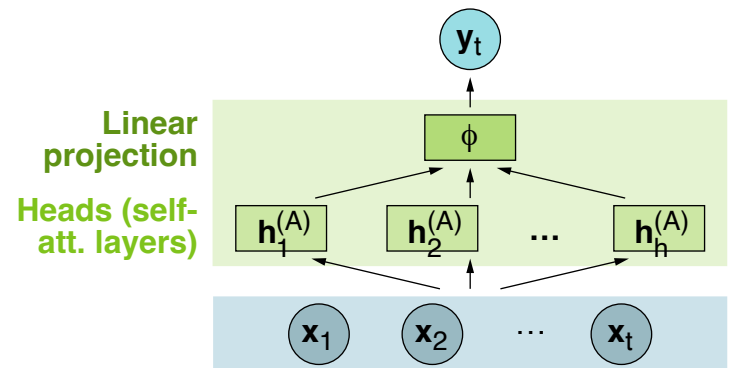 y_t
Linear
projection
ϕ
Heads (self-
att. layers)
h_1^(A) h_2^(A) ... h_h^(A)
x_1 x_2 ... x_t